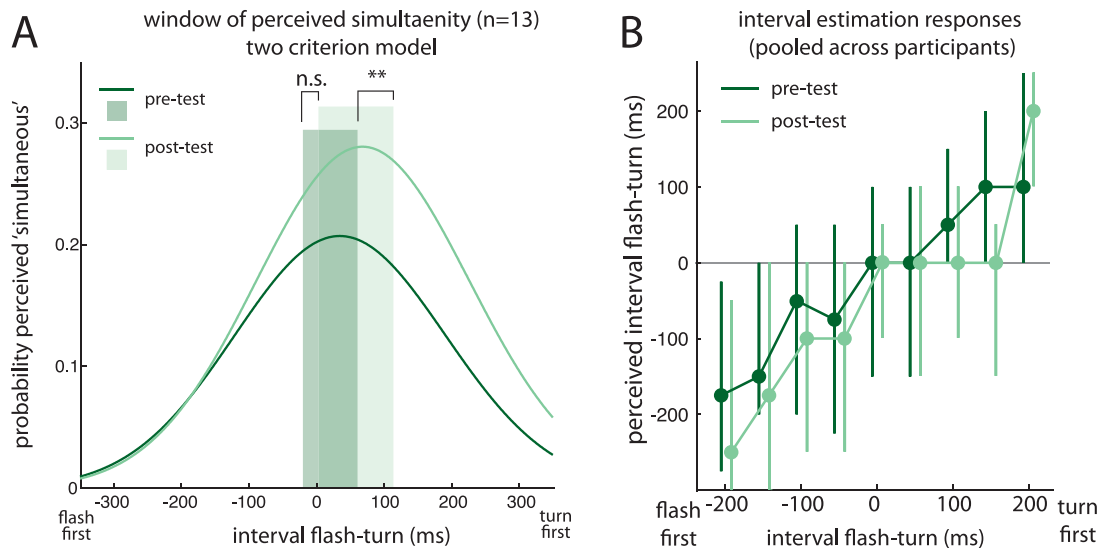 A
window of perceived simultaenity (n=13)
two criterion model
n.s.
**
pre-test
post-test
probability perceived 'simultaneous'
0.3
0.2
0.1
0
-300
-200
-100
0
100
200
300
flash
first
interval flash-turn (ms)
turn
first
B
interval estimation responses
(pooled across participants)
pre-test
post-test
perceived interval flash-turn (ms)
200
100
0
-100
-200
-200
-100
0
100
200
flash
first
interval flash-turn (ms)
turn
first